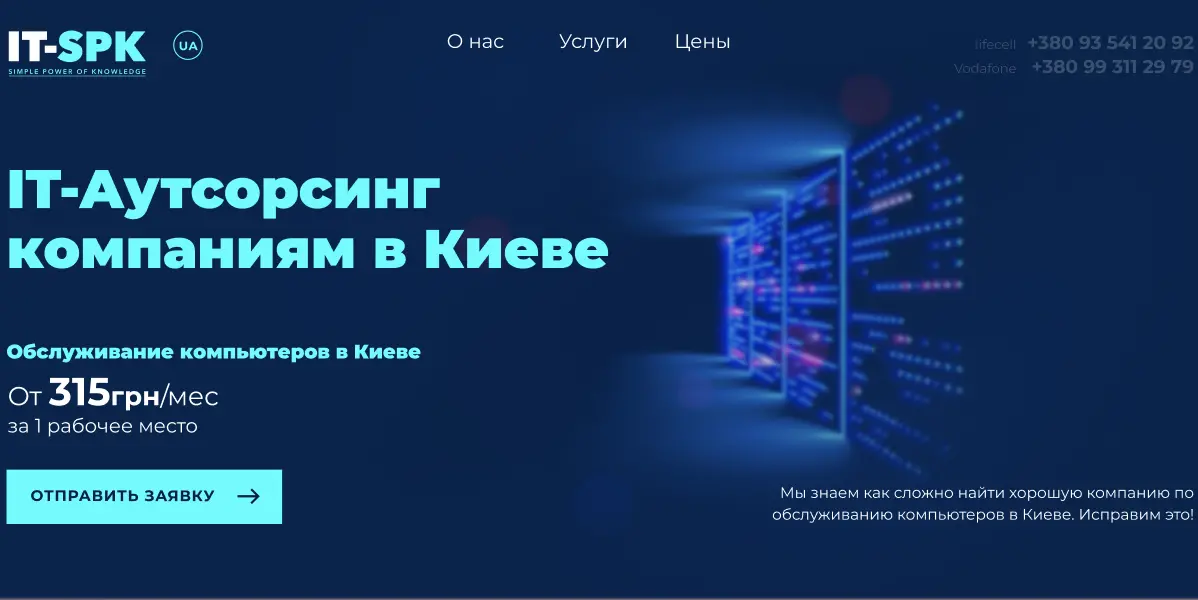 IT-SPK
SIMPLE POWER OF KNOWLEDGE
UA
О нас
Услуги
Цены
lifecell +380 93 541 20 92
Vodafone +380 99 311 29 79
IT-Аутсорсинг
компаниям в Киеве
Обслуживание компьютеров в Киеве
От 315грн/мес
за 1 рабочее место
ОТПРАВИТЬ ЗАЯВКУ
Мы знаем как сложно найти хорошую компанию по
обслуживанию компьютеров в Киеве. Исправим это!